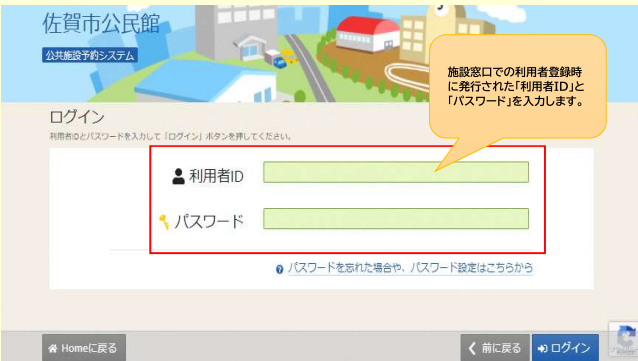 佐賀市公民館
公共施設予約システム
施設窓口での利用者登録時
に発行された「利用者ID」と
「パスワード」を入力します。
ログイン
利用者IDとパスワードを入力して「ログイン」ボタンを押してください。
利用者ID
パスワード
パスワードを忘れた場合や、パスワード設定はこちらから
Homeに戻る
前に戻る
ログイン